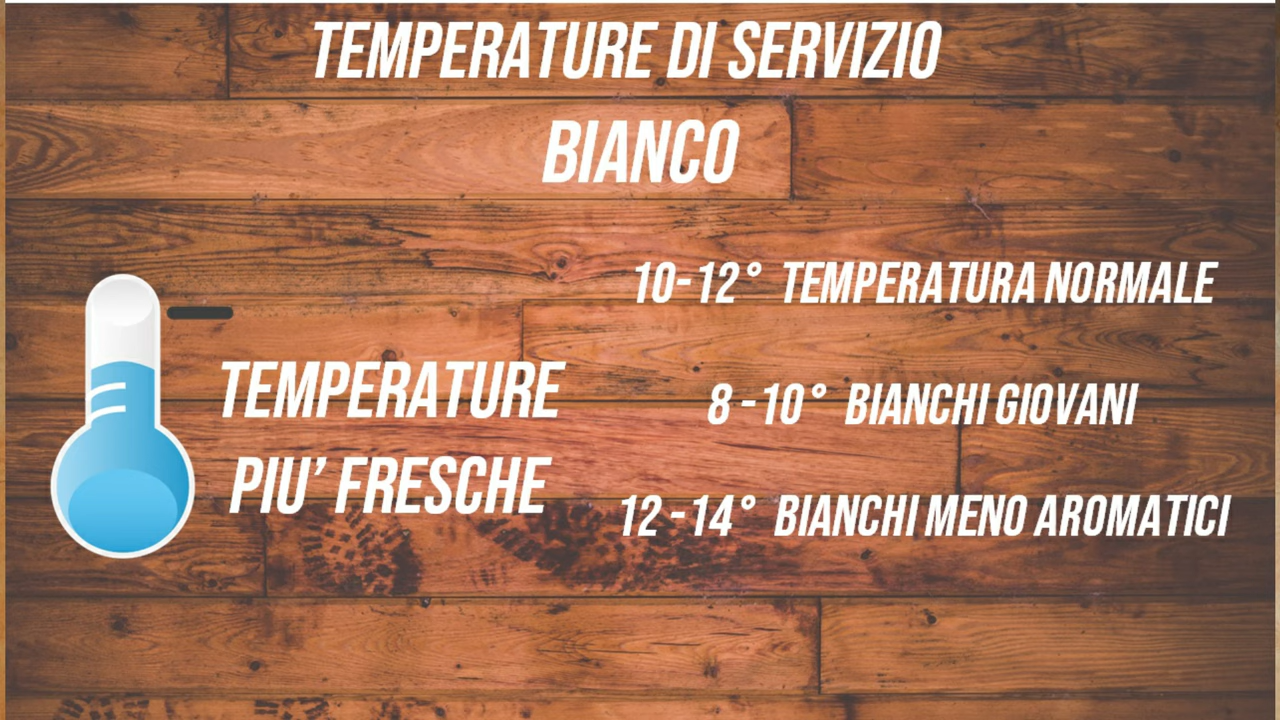 TEMPERATURE DI SERVIZIO
BIANCO
10-12° TEMPERATURA NORMALE
TEMPERATURE
PIU' FRESCHE
8 -10° BIANCHI GIOVANI
12 -14° BIANCHI MENO AROMATICI